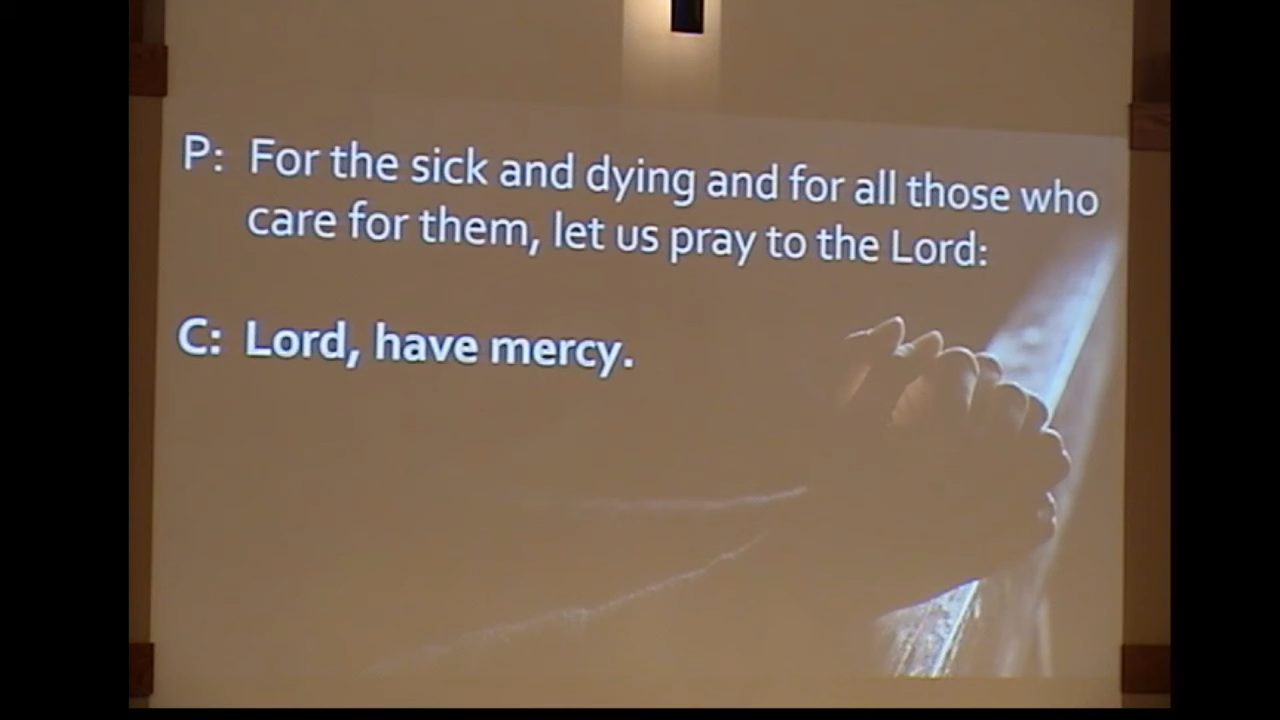 P: For the sick and dying and for all those who
care for them, let us pray to the Lord:
C: Lord, have mercy.